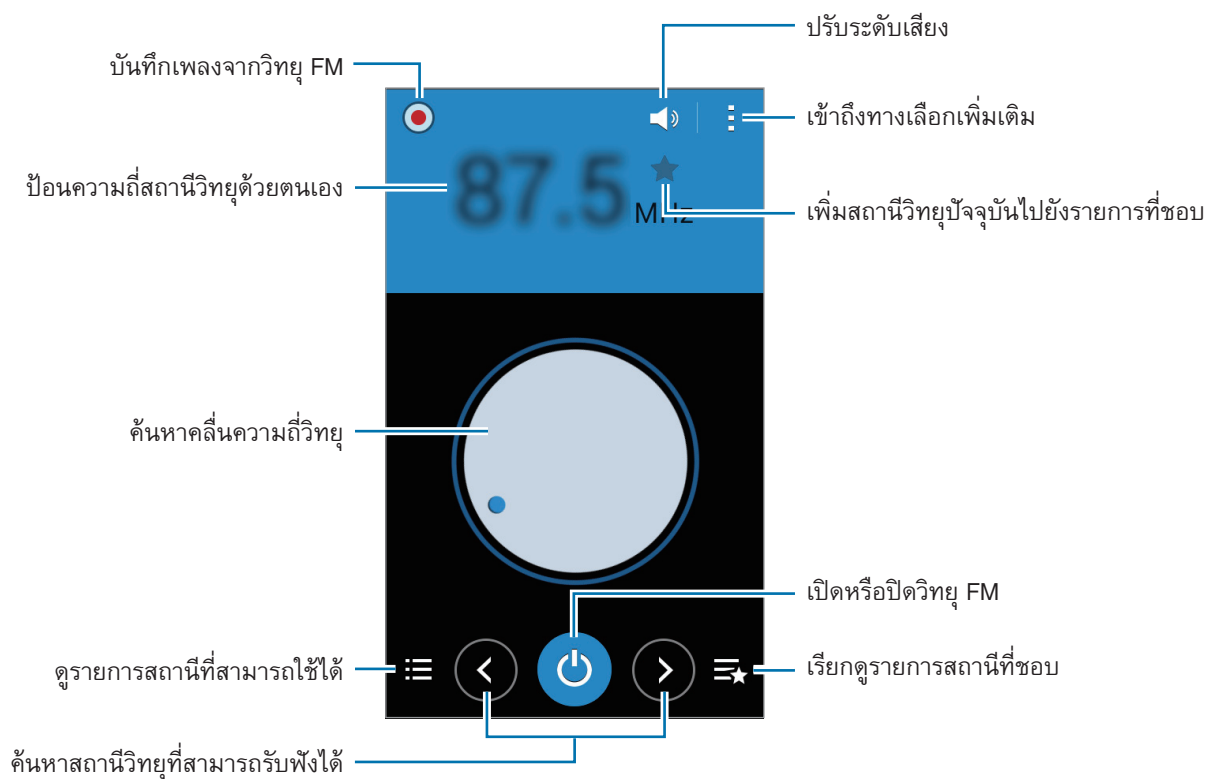 ปรับระดับเสียง
บันทึกเพลงจากวิทยุ FM
เข้าถึงทางเลือกเพิ่มเติม
ป้อนความถี่สถานีวิทยุด้วยตนเอง
87.5
MHz
เพิ่มสถานีวิทยุปัจจุบันไปยังรายการที่ชอบ
ค้นหาคลื่นความถี่วิทยุ
เปิดหรือปิดวิทยุ FM
ดูรายการสถานีที่สามารถใช้ได้
เรียกดูรายการสถานีที่ชอบ
ค้นหาสถานีวิทยุที่สามารถรับฟังได้